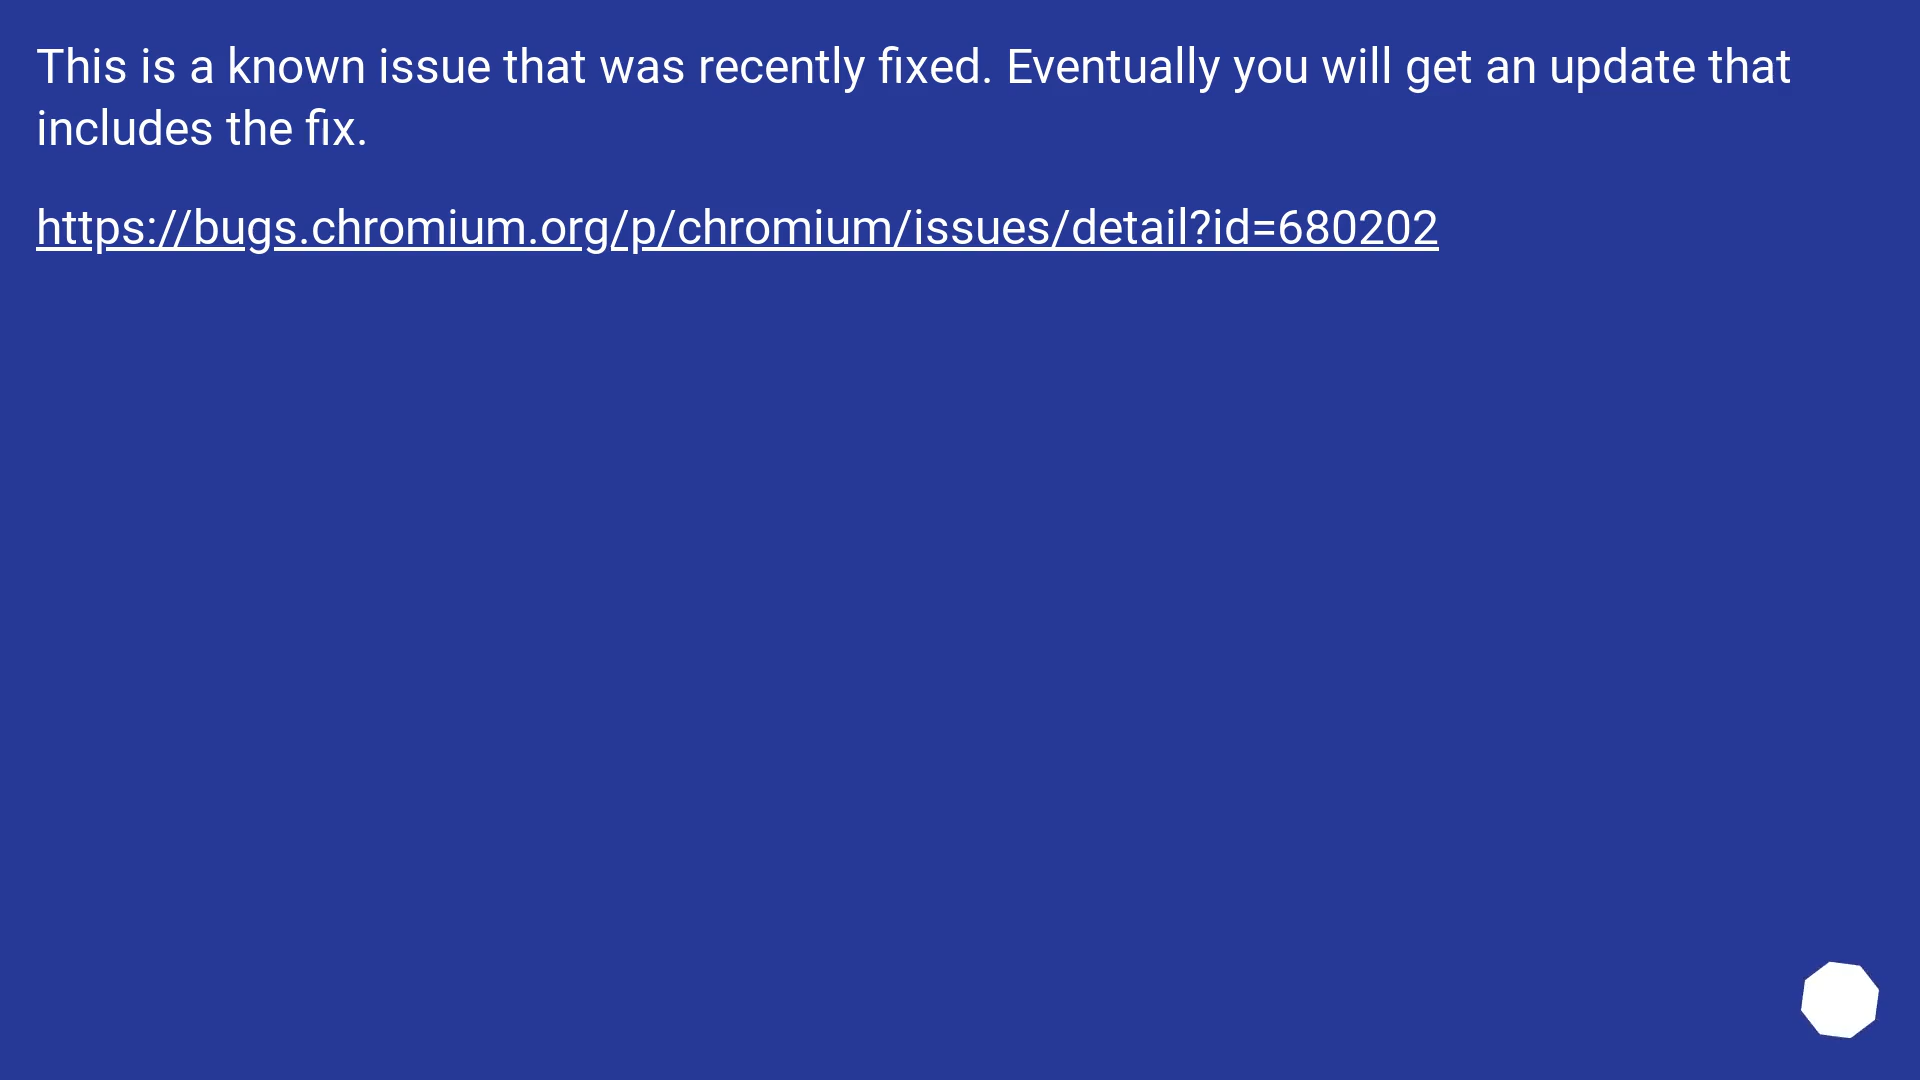 This is a known issue that was recently fixed. Eventually you will get an update that
includes the fix.
https://bugs.chromium.org/p/chromium/issues/detail?id=680202